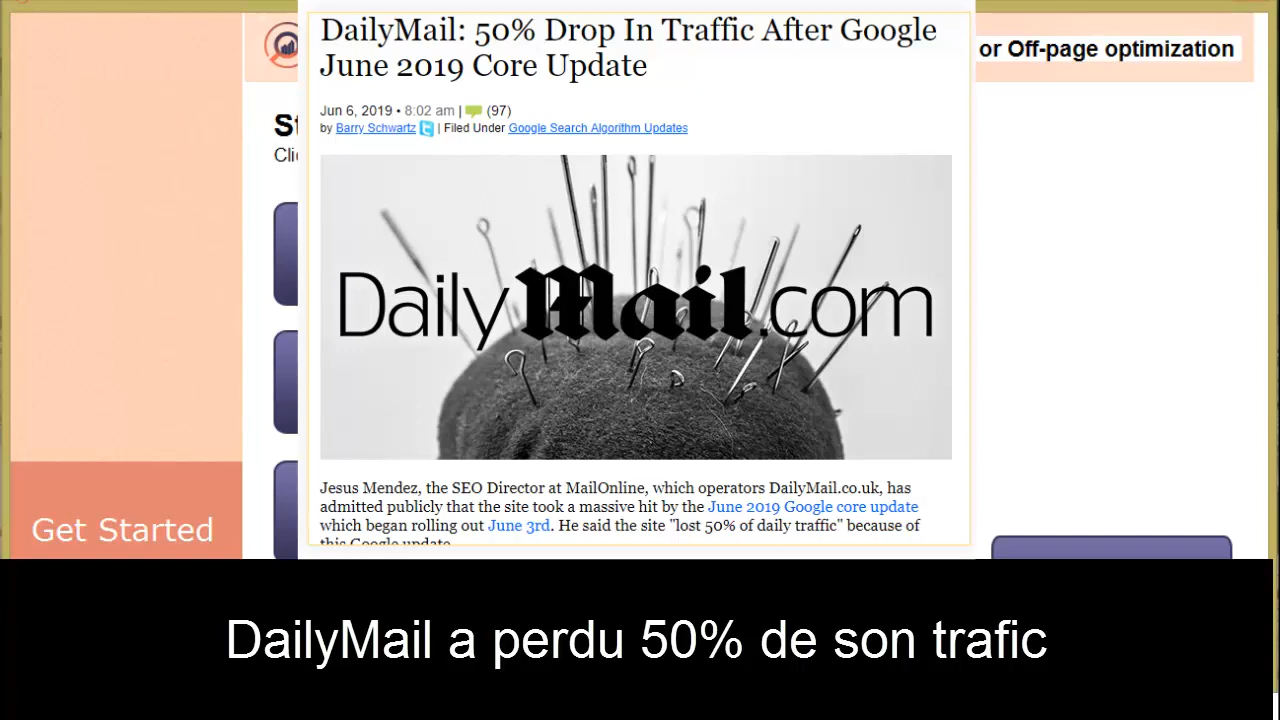 DailyMail: 50% Drop In Traffic After Google
June 2019 Core Update
or Off-page optimization
Jun 6, 2019 • 8:02 am | (97)
by Barry Schwartz | Filed Under Google Search Algorithm Updates
DailyMail.com
Jesus Mendez, the SEO Director at MailOnline, which operators DailyMail.co.uk, has
admitted publicly that the site took a massive hit by the June 2019 Google core update
which began rolling out June 3rd. He said the site "lost 50% of daily traffic" because of
this Google update.
Get Started
DailyMail a perdu 50% de son trafic